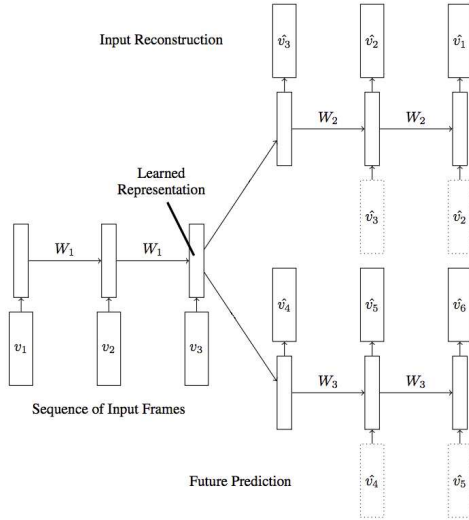 Input Reconstruction
v̂₃ v̂₂ v̂₁
W₂ W₂
Learned
Representation
v̂₃ v̂₂
W₁ W₁
v̂₄ v̂₅ v̂₆
v₁ v₂ v₃
W₃ W₃
Sequence of Input Frames
v̂₄ v̂₅
Future Prediction